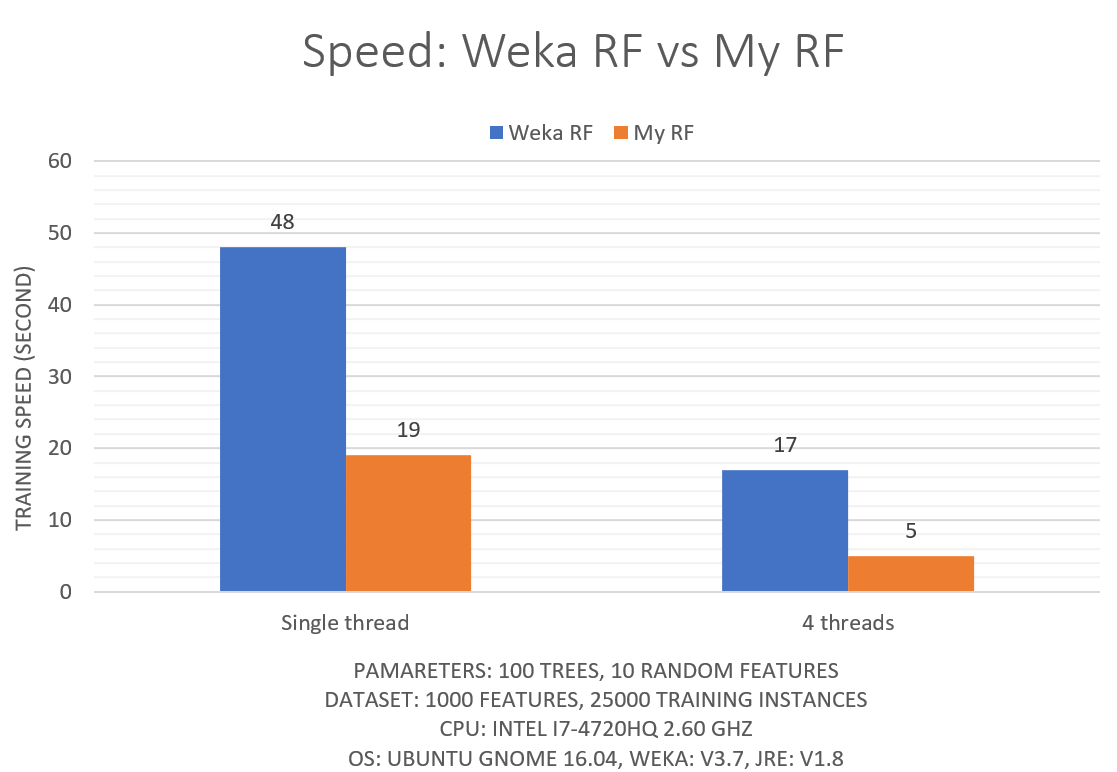 Speed: Weka RF vs My RF
Weka RF My RF
60
50
40
30
20
10
0
TRAINING SPEED (SECOND)
48
19
17
5
Single thread
4 threads
PAMARETERS: 100 TREES, 10 RANDOM FEATURES
DATASET: 1000 FEATURES, 25000 TRAINING INSTANCES
CPU: INTEL I7-4720HQ 2.60 GHZ
OS: UBUNTU GNOME 16.04, WEKA: V3.7, JRE: V1.8